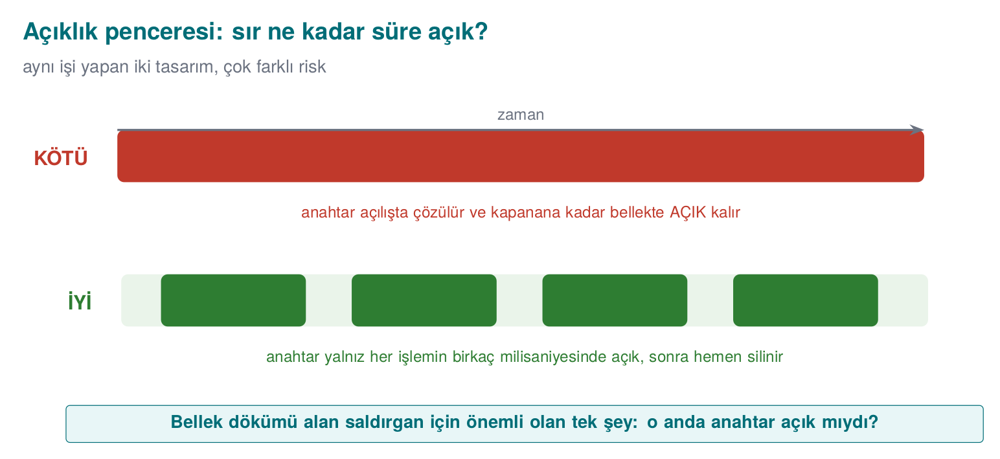 Açıklık penceresi: sır ne kadar süre açık?
aynı işi yapan iki tasarım, çok farklı risk
zaman
KÖTÜ
anahtar açılışta çözülür ve kapanana kadar bellekte AÇIK kalır
İYİ
anahtar yalnız her işlemin birkaç milisaniyesinde açık, sonra hemen silinir
Bellek dökümü alan saldırgan için önemli olan tek şey: o anda anahtar açık mıydı?